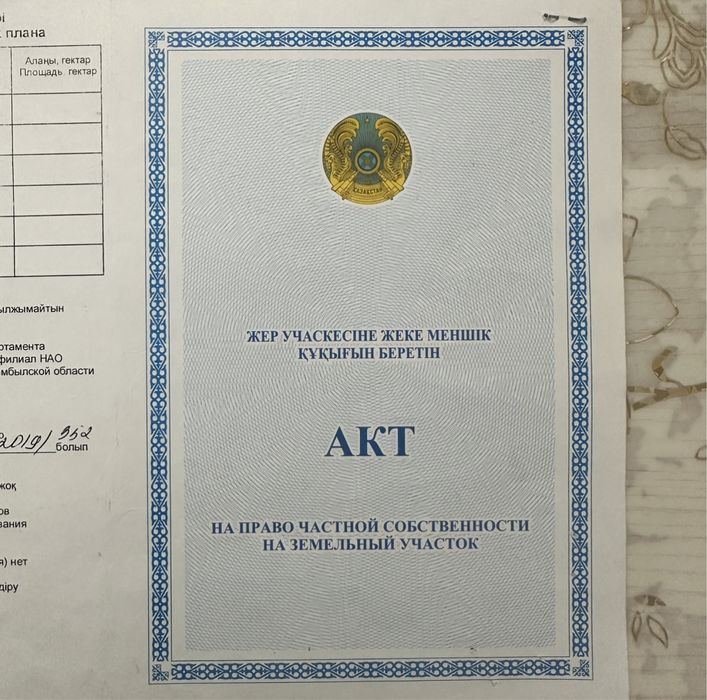 і
плана
Алаңы, гектар
Площадь, гектар
ылжымайтын
ртамента
филиал НАО
мбылской области
2019/ 952
болып
жоқ
ов
вания
я) нет
діру
ҚАЗАҚСТАН
ЖЕР УЧАСКЕСІНЕ ЖЕКЕ МЕНШІК
ҚҰҚЫҒЫН БЕРЕТІН
АКТ
НА ПРАВО ЧАСТНОЙ СОБСТВЕННОСТИ
НА ЗЕМЕЛЬНЫЙ УЧАСТОК